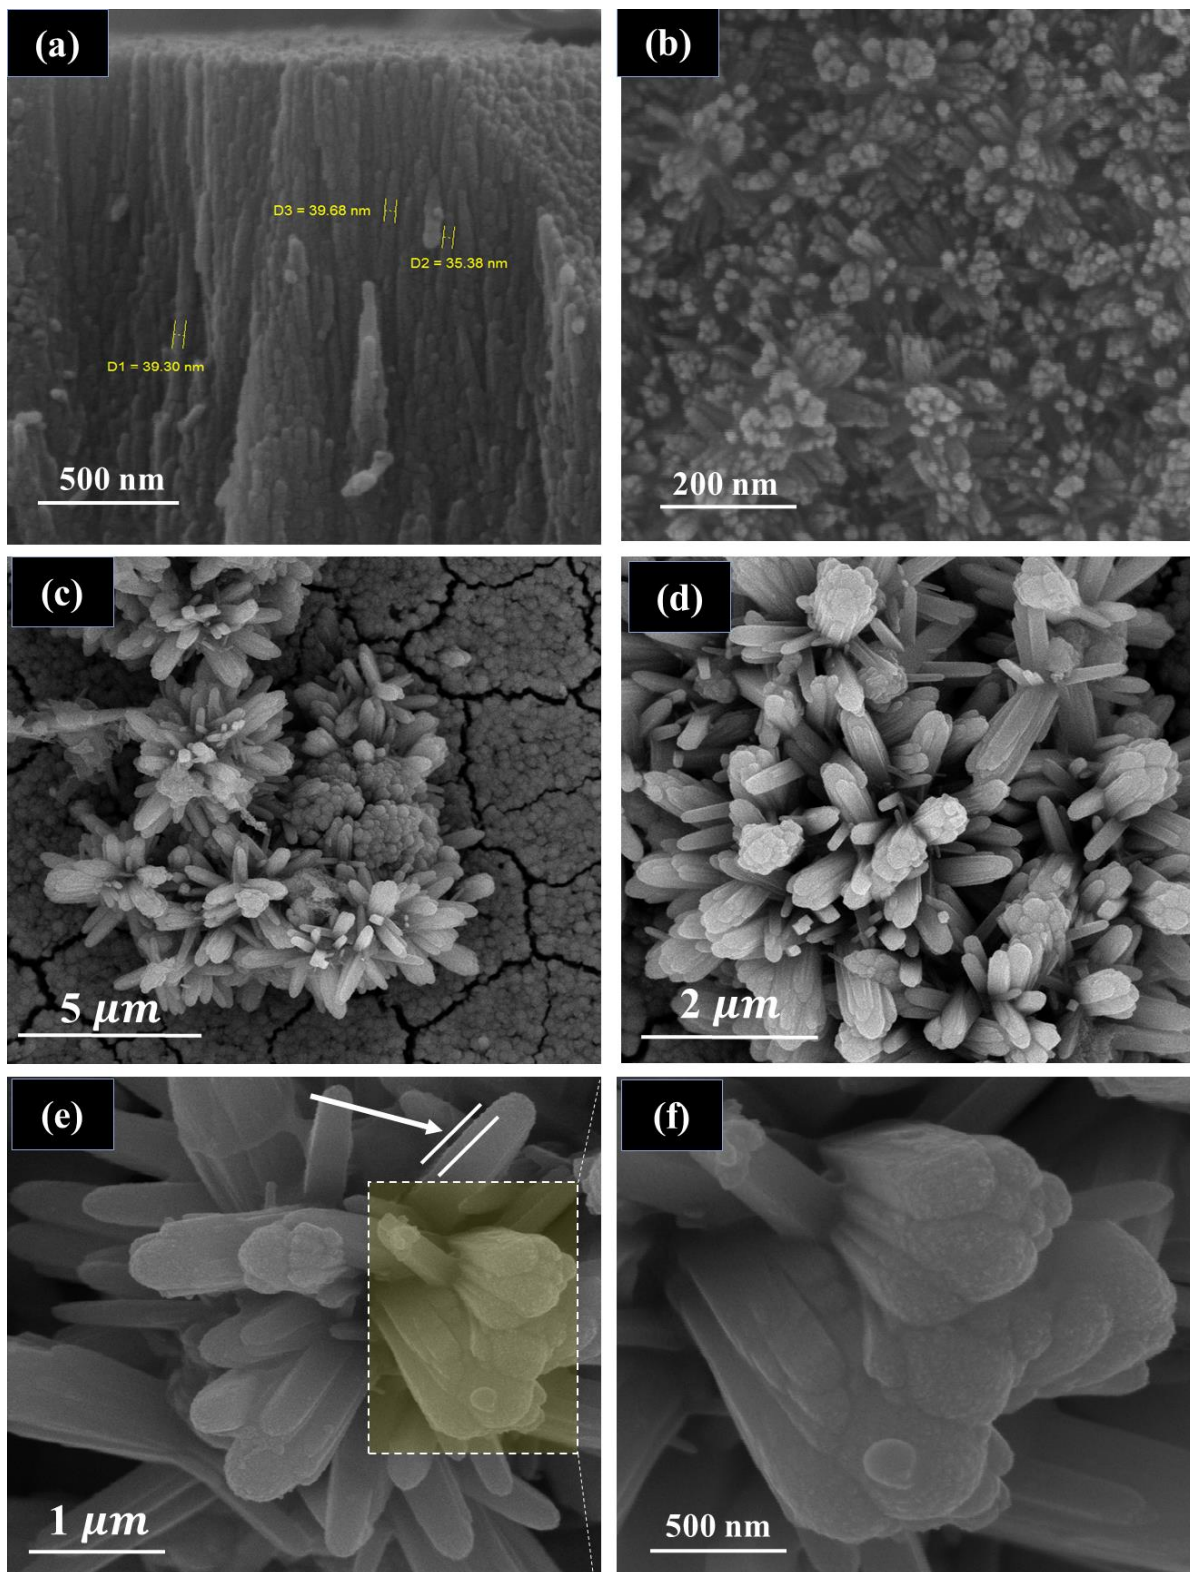 (a)
D3 = 39.68 nm
D2 = 35.38 nm
D1 = 39.30 nm
500 nm
(b)
200 nm
(c)
5 μm
(d)
2 μm
(e)
1 μm
(f)
500 nm